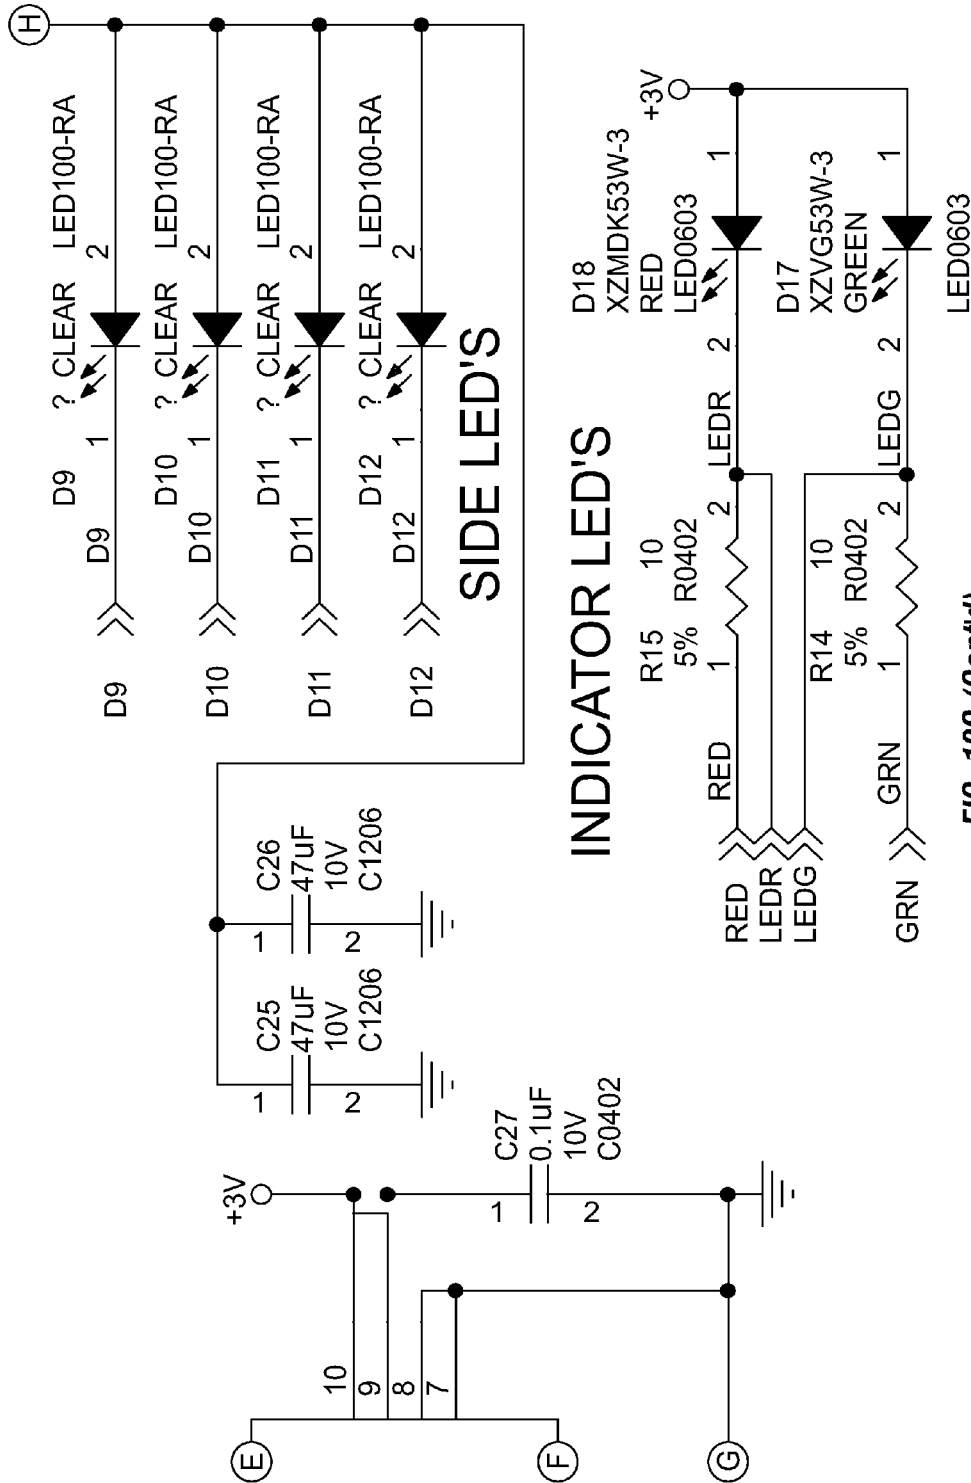 H
D9 ? CLEAR LED100-RA
D9
D9 1 2
D10 ? CLEAR LED100-RA
D10
D10 1 2
D11 ? CLEAR LED100-RA
D11
D11 1 2
D12 ? CLEAR LED100-RA
D12
D12 1 2
SIDE LED'S
C25
47uF
10V
C1206
1 2
C26
47uF
10V
C1206
1 2
+3V
C27
0.1uF
10V
C0402
1 2
10
9
8
7
E
F
G
INDICATOR LED'S
+3V
D18
XZMDK53W-3
RED
LED0603
1
2
LEDR
R15 10
5% R0402
1 2
RED
RED
LEDR
LEDG
D17
XZVG53W-3
GREEN
LED0603
1
2
LEDG
R14 10
5% R0402
1 2
GRN
GRN